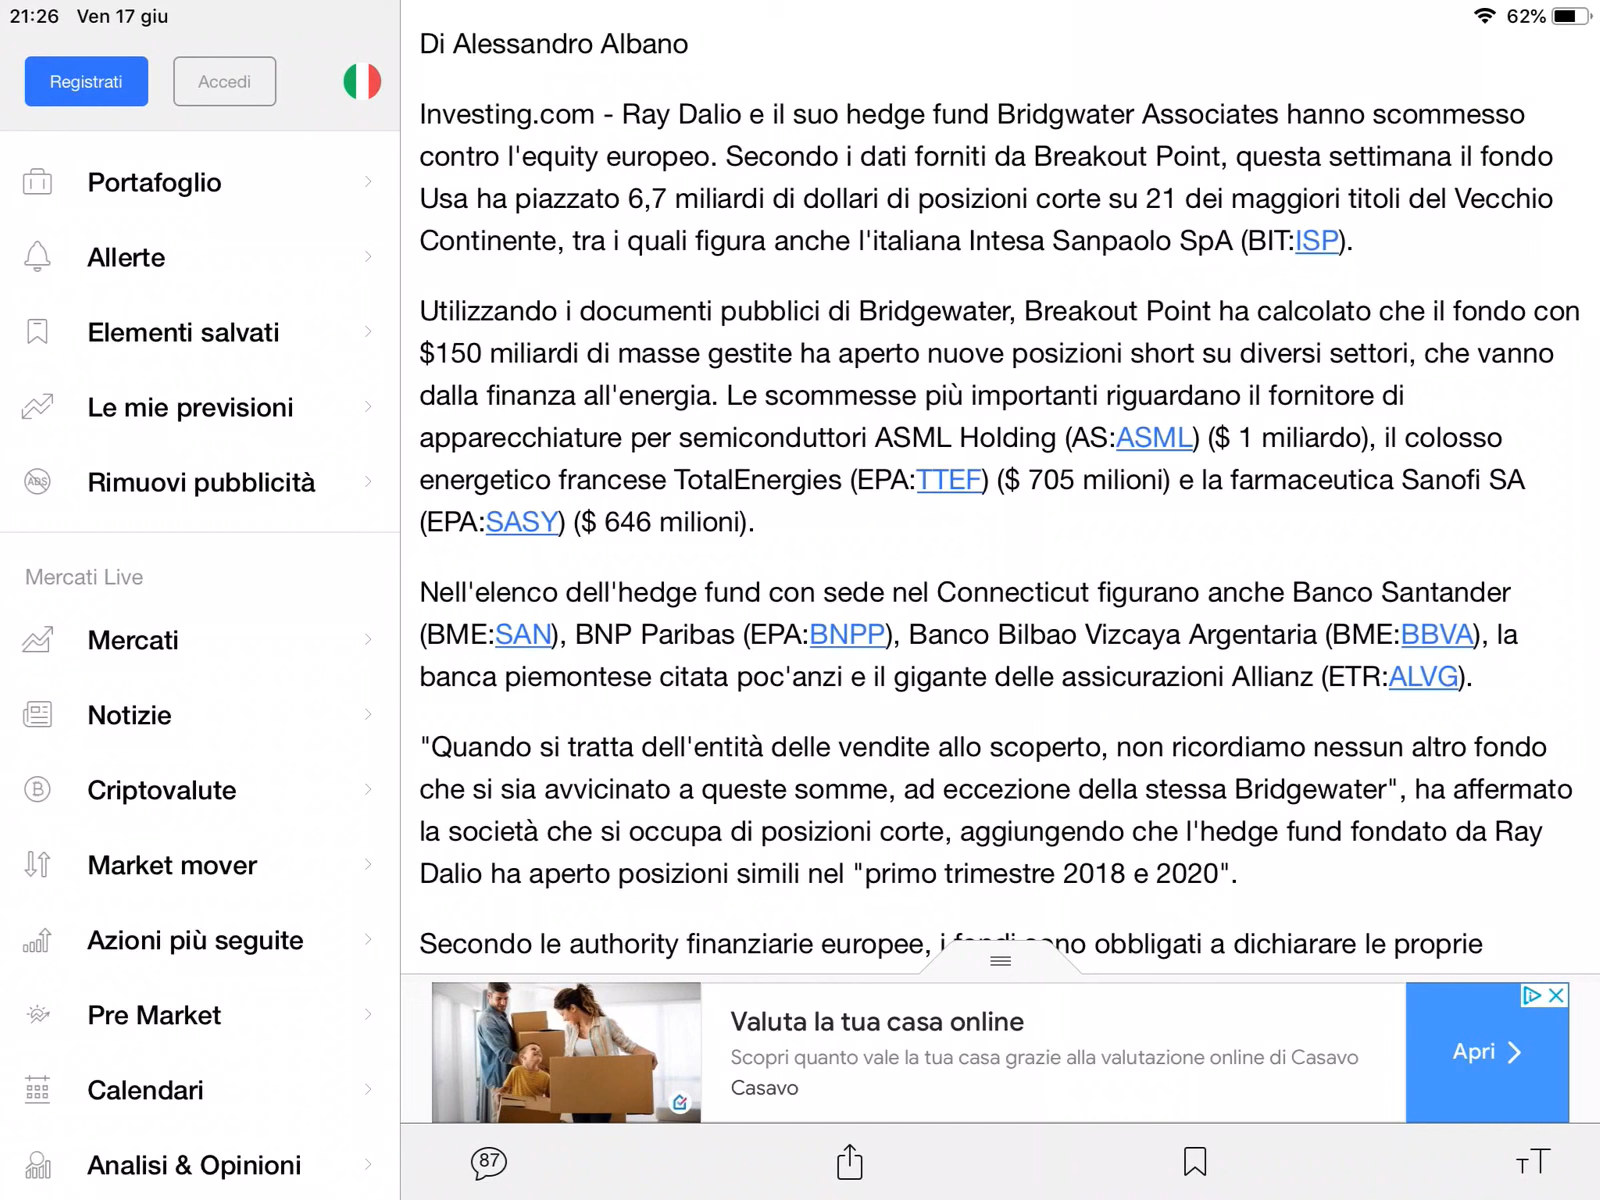 21:26 Ven 17 giu
62%
Registrati
Accedi
Portafoglio
Allerte
Elementi salvati
Le mie previsioni
ADS
Rimuovi pubblicità
Mercati Live
Mercati
Notizie
Criptovalute
Market mover
Azioni più seguite
Pre Market
Calendari
Analisi & Opinioni
Di Alessandro Albano
Investing.com - Ray Dalio e il suo hedge fund Bridgwater Associates hanno scommesso
contro l'equity europeo. Secondo i dati forniti da Breakout Point, questa settimana il fondo
Usa ha piazzato 6,7 miliardi di dollari di posizioni corte su 21 dei maggiori titoli del Vecchio
Continente, tra i quali figura anche l'italiana Intesa Sanpaolo SpA (BIT:ISP).
Utilizzando i documenti pubblici di Bridgewater, Breakout Point ha calcolato che il fondo con
$150 miliardi di masse gestite ha aperto nuove posizioni short su diversi settori, che vanno
dalla finanza all'energia. Le scommesse più importanti riguardano il fornitore di
apparecchiature per semiconduttori ASML Holding (AS:ASML) ($ 1 miliardo), il colosso
energetico francese TotalEnergies (EPA:TTEF) ($ 705 milioni) e la farmaceutica Sanofi SA
(EPA:SASY) ($ 646 milioni).
Nell'elenco dell'hedge fund con sede nel Connecticut figurano anche Banco Santander
(BME:SAN), BNP Paribas (EPA:BNPP), Banco Bilbao Vizcaya Argentaria (BME:BBVA), la
banca piemontese citata poc'anzi e il gigante delle assicurazioni Allianz (ETR:ALVG).
"Quando si tratta dell'entità delle vendite allo scoperto, non ricordiamo nessun altro fondo
che si sia avvicinato a queste somme, ad eccezione della stessa Bridgewater", ha affermato
la società che si occupa di posizioni corte, aggiungendo che l'hedge fund fondato da Ray
Dalio ha aperto posizioni simili nel "primo trimestre 2018 e 2020".
Secondo le authority finanziarie europee, i fondi sono obbligati a dichiarare le proprie
Valuta la tua casa online
Scopri quanto vale la tua casa grazie alla valutazione online di Casavo
Casavo
Apri
87
TT